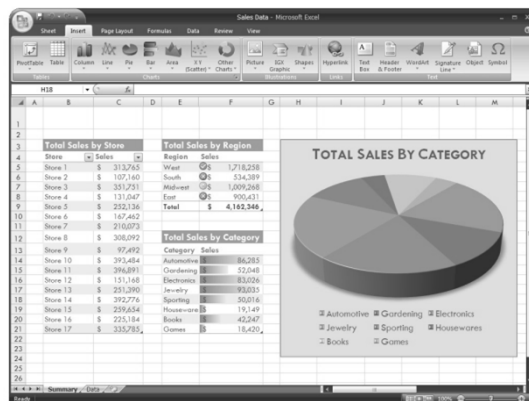 Sales Data - Microsoft Excel
Sheet Insert Page Layout Formulas Data Review View
PivotTable Table Column Line Pie Bar Area X Y (Scatter) Other Charts Picture IGX Graphic Shapes Hyperlink Text Box Header & Footer WordArt Signature Line Object Symbol
Tables Charts Illustrations Links Text
H18 fx
A B C D E F G H I J K L M
1
2
3 Total Sales by Store Total Sales by Region
TOTAL SALES BY CATEGORY
4 Store Sales Region Sales
5 Store 1 $ 313,765 West $ 1,718,258
6 Store 2 $ 107,160 South $ 534,389
7 Store 3 $ 351,751 Midwest $ 1,009,268
8 Store 4 $ 131,047 East $ 900,431
9 Store 5 $ 252,136 Total $ 4,162,346
10 Store 6 $ 167,462
11 Store 7 $ 210,073
12 Store 8 $ 308,092 Total Sales by Category
13 Store 9 $ 97,492 Category Sales
14 Store 10 $ 393,484 Automotive $ 86,285
15 Store 11 $ 396,891 Gardening $ 52,048
16 Store 12 $ 151,168 Electronics $ 83,026
17 Store 13 $ 251,390 Jewelry $ 93,035
18 Store 14 $ 392,776 Sporting $ 50,016
19 Store 15 $ 259,654 Houseware $ 19,149
20 Store 16 $ 225,184 Books $ 42,247
21 Store 17 $ 335,785 Games $ 18,420
Automotive Gardening Electronics
Jewelry Sporting Housewares
Books Games
22
23
24
25
26
Summary Data
Ready 100%